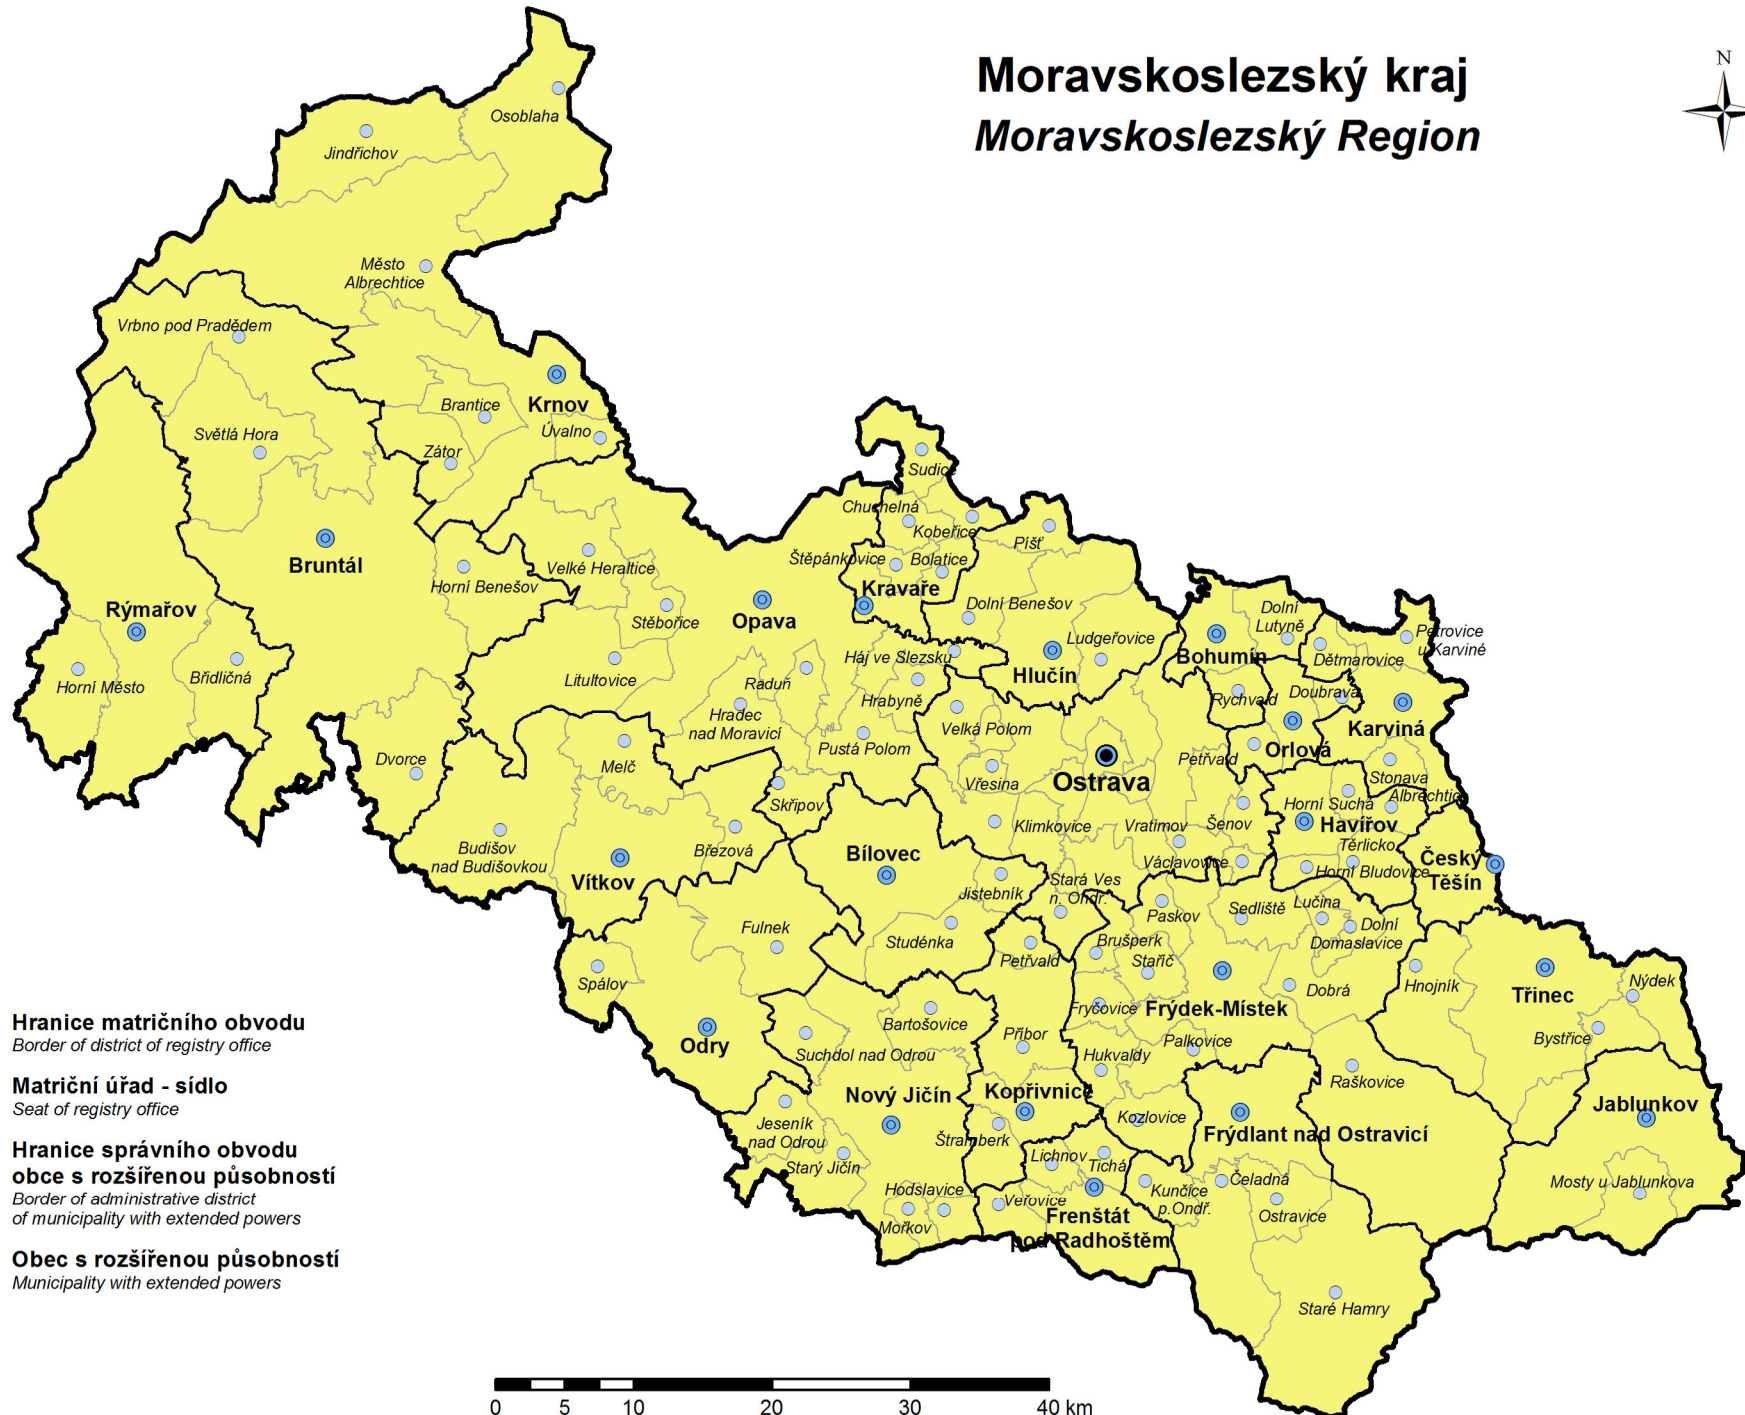 Moravskoslezský kraj
Moravskoslezský Region
N
Osoblaha
Jindřichov
Město
Albrechtice
Vrbno pod Pradědem
Krnov
Brantice
Úvalno
Světlá Hora
Zátor
Sudice
Chuchelná
Kobeřice
Píšť
Bruntál
Horní Benešov
Velké Heraltice
Štěpánkovice
Bolatice
Kravaře
Rýmařov
Stěbořice
Opava
Dolní Benešov
Ludgeřovice
Dolní
Lutyně
Petrovice
u Karviné
Bohumín
Dětmarovice
Háj ve Slezsku
Hlučín
Horní Město
Břidličná
Litultovice
Raduň
Hrabyně
Rychvald
Doubrava
Hradec
nad Moravicí
Velká Polom
Karviná
Pustá Polom
Orlová
Petřvald
Dvorce
Melč
Vřesina
Ostrava
Stonava
Skřipov
Horní Suchá
Albrechtice
Klimkovice
Vratimov
Šenov
Havířov
Těrlicko
Budišov
nad Budišovkou
Březová
Bílovec
Václavovice
Český
Těšín
Horní Bludovice
Vítkov
Jistebník
Stará Ves
n. Ondř.
Paskov
Sedliště
Lučina
Dolní
Domaslavice
Fulnek
Studénka
Brušperk
Petřvald
Staříč
Spálov
Hnojník
Třinec
Nýdek
Dobrá
Fryčovice
Frýdek-Místek
Hranice matričního obvodu
Border of district of registry office
Odry
Bartošovice
Suchdol nad Odrou
Příbor
Hukvaldy
Palkovice
Bystřice
Raškovice
Matriční úřad - sídlo
Seat of registry office
Nový Jičín
Kopřivnice
Jablunkov
Jeseník
nad Odrou
Štramberk
Kozlovice
Frýdlant nad Ostravicí
Hranice správního obvodu
obce s rozšířenou působností
Border of administrative district
of municipality with extended powers
Starý Jičín
Lichnov
Tichá
Hodslavice
Mořkov
Veřovice
Kunčice
p.Ondř.
Čeladná
Ostravice
Mosty u Jablunkova
Frenštát
pod Radhoštěm
Obec s rozšířenou působností
Municipality with extended powers
Staré Hamry
0 5 10 20 30 40 km